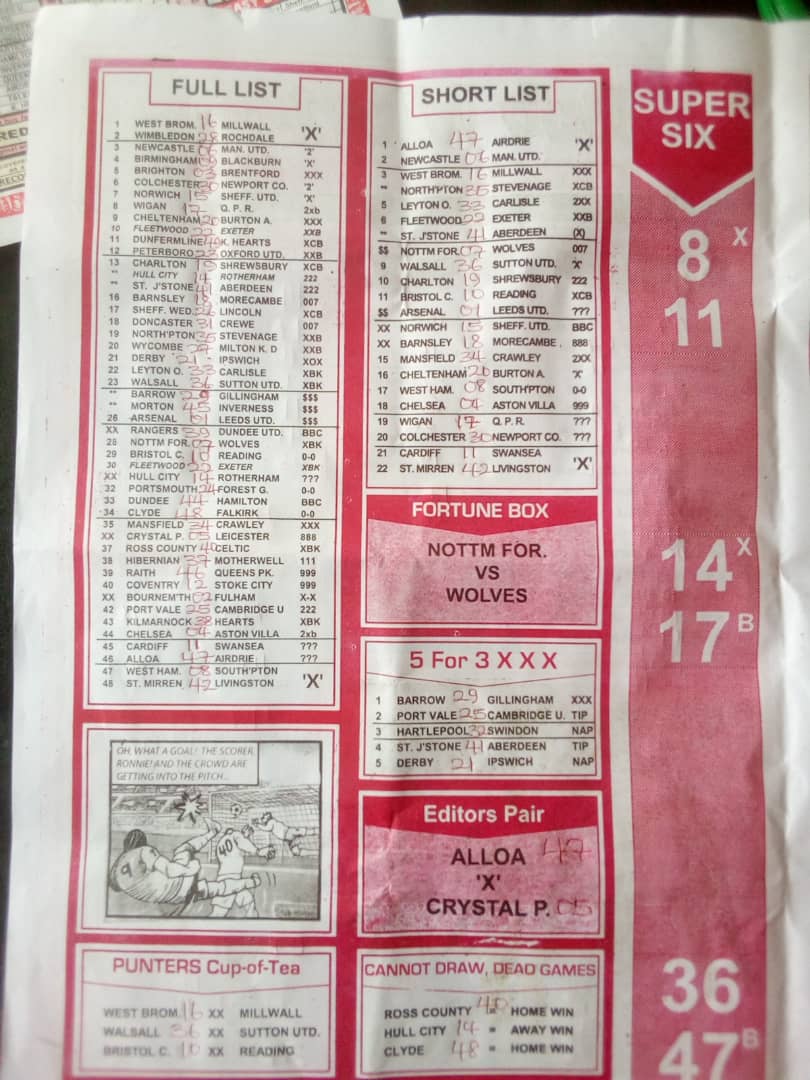 FULL LIST
1 WEST BROM. 16 MILLWALL
2 WIMBLEDON 28 ROCHDALE 'X'
3 NEWCASTLE 06 MAN. UTD. '2'
4 BIRMINGHAM 09 BLACKBURN 'X'
5 BRIGHTON 03 BRENTFORD XXX
6 COLCHESTER 30 NEWPORT CO. '2'
7 NORWICH 15 SHEFF. UTD. 'X'
8 WIGAN 17 Q. P. R. 2xb
9 CHELTENHAM 20 BURTON A. XXX
10 FLEETWOOD 22 EXETER XXB
11 DUNFERMLINE K. HEARTS XCB
12 PETERBORO 23 OXFORD UTD. XXB
13 CHARLTON 19 SHREWSBURY XCB
** HULL CITY 14 ROTHERHAM 222
** ST. J'STONE 41 ABERDEEN 222
16 BARNSLEY 18 MORECAMBE 007
17 SHEFF. WED. 26 LINCOLN XCB
18 DONCASTER 31 CREWE 007
19 NORTH'PTON 35 STEVENAGE XXB
20 WYCOMBE 27 MILTON K. D XXB
21 DERBY 21 IPSWICH XOX
22 LEYTON O. 33 CARLISLE XBK
23 WALSALL 36 SUTTON UTD. XBK
** BARROW 29 GILLINGHAM $$$
** MORTON 45 INVERNESS $$$
26 ARSENAL 01 LEEDS UTD. $$$
XX RANGERS 39 DUNDEE UTD. BBC
28 NOTTM FOR. 07 WOLVES XBK
29 BRISTOL C. 10 READING 0-0
30 FLEETWOOD 22 EXETER XBK
XX HULL CITY 14 ROTHERHAM ???
32 PORTSMOUTH 24 FOREST G. 0-0
33 DUNDEE 44 HAMILTON BBC
34 CLYDE 48 FALKIRK 0-0
35 MANSFIELD 34 CRAWLEY XXX
XX CRYSTAL P. 05 LEICESTER 888
37 ROSS COUNTY 40 CELTIC XBK
38 HIBERNIAN 37 MOTHERWELL 111
39 RAITH 46 QUEENS PK. 999
40 COVENTRY 12 STOKE CITY 999
XX BOURNEM'TH 02 FULHAM X-X
42 PORT VALE 25 CAMBRIDGE U 222
43 KILMARNOCK 38 HEARTS XBK
44 CHELSEA 04 ASTON VILLA 2xb
45 CARDIFF 11 SWANSEA ???
46 ALLOA 47 AIRDRIE ???
47 WEST HAM. 08 SOUTH'PTON
48 ST. MIRREN 42 LIVINGSTON 'X'
OH, WHAT A GOAL! THE SCORER,
RONNIE! AND THE CROWD ARE
GETTING INTO THE PITCH...
9
40
PUNTERS Cup-of-Tea
WEST BROM. 16 XX MILLWALL
WALSALL 36 XX SUTTON UTD.
BRISTOL C. 10 XX READING
SHORT LIST
1 ALLOA 47 AIRDRIE 'X'
2 NEWCASTLE 06 MAN. UTD.
3 WEST BROM. 16 MILLWALL XXX
** NORTH'PTON 35 STEVENAGE XCB
5 LEYTON O. 33 CARLISLE 2XX
6 FLEETWOOD 22 EXETER XXB
** ST. J'STONE 41 ABERDEEN (X)
$$ NOTTM FOR. 07 WOLVES 007
9 WALSALL 36 SUTTON UTD. 'X'
10 CHARLTON 19 SHREWSBURY 222
11 BRISTOL C. 10 READING XCB
$$ ARSENAL 01 LEEDS UTD. ???
XX NORWICH 15 SHEFF. UTD. BBC
XX BARNSLEY 18 MORECAMBE. 888
15 MANSFIELD 34 CRAWLEY 2XX
16 CHELTENHAM 20 BURTON A. 'X'
17 WEST HAM. 08 SOUTH'PTON 0-0
18 CHELSEA 04 ASTON VILLA 999
19 WIGAN 17 Q. P. R. ???
20 COLCHESTER 30 NEWPORT CO. ???
21 CARDIFF 11 SWANSEA
22 ST. MIRREN 42 LIVINGSTON 'X'
FORTUNE BOX
NOTTM FOR.
VS
WOLVES
5 For 3 X X X
1 BARROW 29 GILLINGHAM XXX
2 PORT VALE 25 CAMBRIDGE U. TIP
3 HARTLEPOOL 32 SWINDON NAP
4 ST. J'STONE 41 ABERDEEN TIP
5 DERBY 21 IPSWICH NAP
Editors Pair
ALLOA 47
'X'
CRYSTAL P. 05
CANNOT DRAW, DEAD GAMES
ROSS COUNTY 40 = HOME WIN
HULL CITY 14 = AWAY WIN
CLYDE 48 = HOME WIN
SUPER
SIX
8 X
11
14 X
17 B
36
47 B